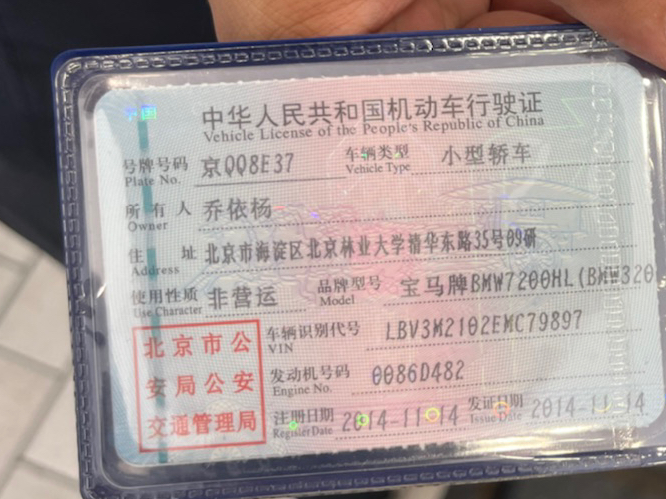 中国
中华人民共和国机动车行驶证
Vehicle License of the People's Republic of China
号牌号码 京QQ8E37 车辆类型 小型轿车
Plate No. Vehicle Type
所有人 乔依杨
Owner
住址 北京市海淀区北京林业大学清华东路35号09研
Address
使用性质 非营运 品牌型号 宝马牌BMW7200HL(BMW320
Use Character Model
北京市公
安局公安
交通管理局
车辆识别代号 LBV3M2102EMC79897
VIN
发动机号码 0086D482
Engine No.
注册日期 2014-11-14 发证日期 2014-11-14
Register Date Issue Date